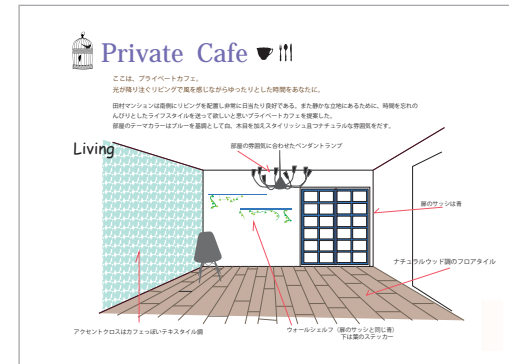 Private Cafe
ここは、プライベートカフェ。
光が降り注ぐリビングで風を感じながらゆったりとした時間をあなたに。
田村マンションは南側にリビングを配置し非常に日当たり良好である。また静かな立地にあるために、時間を忘れの
んびりとしたライフスタイルを送って欲しいと思いプライベートカフェを提案した。
部屋のテーマカラーはブルーを基調として白、木目を加えスタイリッシュ且つナチュラルな雰囲気をだす。
Living
部屋の雰囲気に合わせたペンダントランプ
扉のサッシは青
ナチュラルウッド調のフロアタイル
アクセントクロスはカフェっぽいテキスタイル調
ウォールシェルフ（扉のサッシと同じ青）
下は葉のステッカー